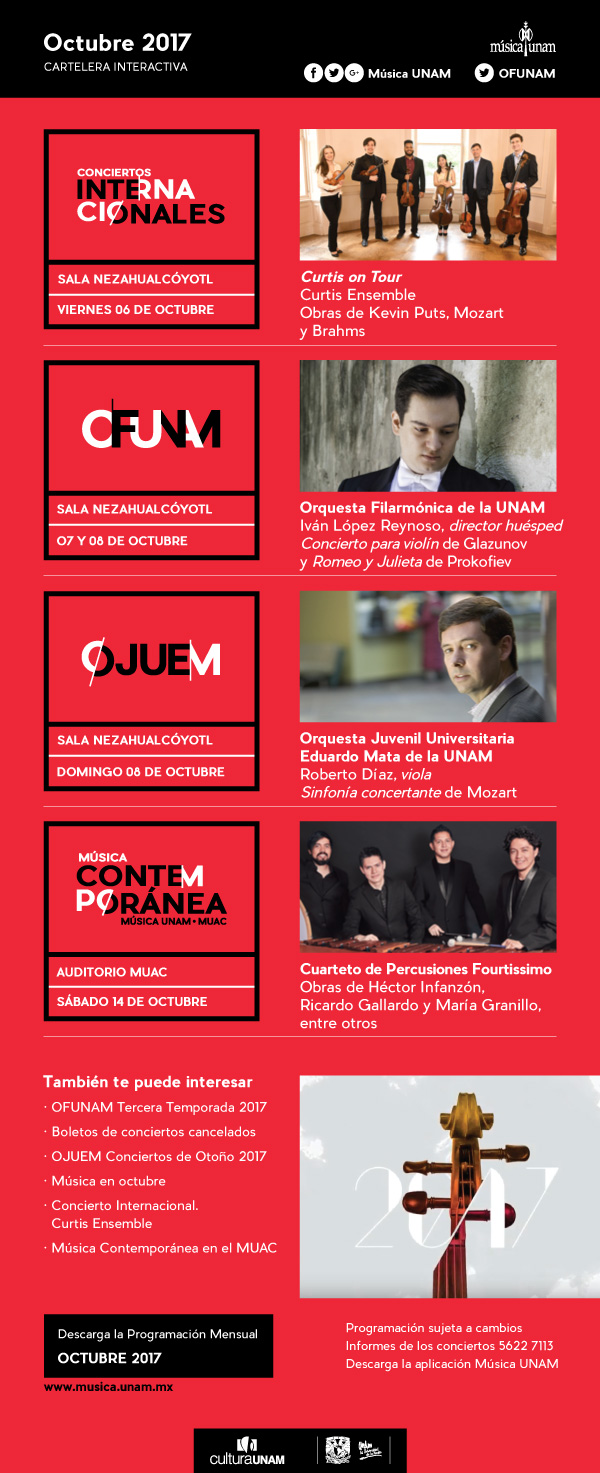 Octubre 2017
CARTELERA INTERACTIVA
música unam
Música UNAM
OFUNAM
CONCIERTOS
INTERNA
CIONALES
SALA NEZAHUALCÓYOTL
VIERNES 06 DE OCTUBRE
Curtis on Tour
Curtis Ensemble
Obras de Kevin Puts, Mozart
y Brahms
OFUNAM
SALA NEZAHUALCÓYOTL
07 Y 08 DE OCTUBRE
Orquesta Filarmónica de la UNAM
Iván López Reynoso, director huésped
Concierto para violín de Glazunov
y Romeo y Julieta de Prokofiev
OJUEM
SALA NEZAHUALCÓYOTL
DOMINGO 08 DE OCTUBRE
Orquesta Juvenil Universitaria
Eduardo Mata de la UNAM
Roberto Díaz, viola
Sinfonía concertante de Mozart
MÚSICA
CONTEM
PORÁNEA
MÚSICA UNAM • MUAC
AUDITORIO MUAC
SÁBADO 14 DE OCTUBRE
Cuarteto de Percusiones Fourtissimo
Obras de Héctor Infanzón,
Ricardo Gallardo y María Granillo,
entre otros
También te puede interesar
· OFUNAM Tercera Temporada 2017
· Boletos de conciertos cancelados
· OJUEM Conciertos de Otoño 2017
· Música en octubre
· Concierto Internacional.
Curtis Ensemble
· Música Contemporánea en el MUAC
2017
Descarga la Programación Mensual
OCTUBRE 2017
www.musica.unam.mx
Programación sujeta a cambios
Informes de los conciertos 5622 7113
Descarga la aplicación Música UNAM
culturaUNAM